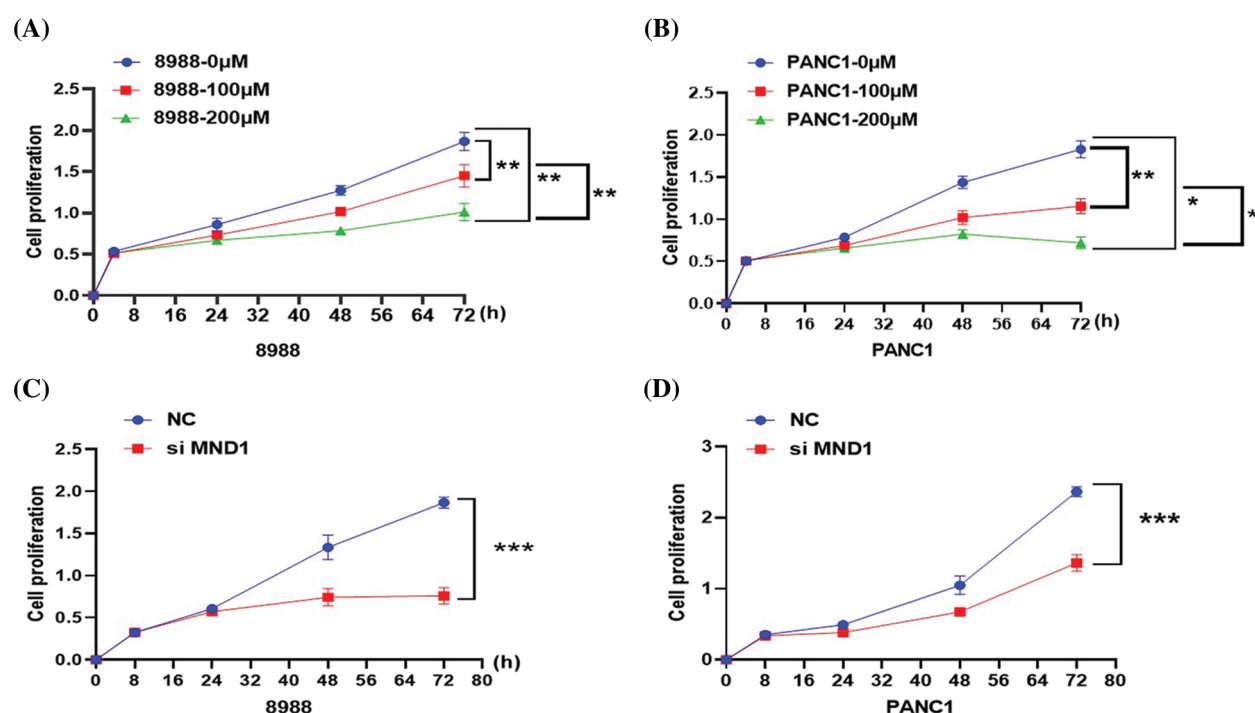 (A)
8988-0µM
8988-100µM
8988-200µM
Cell proliferation
2.5
2.0
1.5
1.0
0.5
0.0
**
**
**
0 8 16 24 32 40 48 56 64 72 (h)
8988
(B)
PANC1-0µM
PANC1-100µM
PANC1-200µM
Cell proliferation
2.5
2.0
1.5
1.0
0.5
0.0
**
*
*
0 8 16 24 32 40 48 56 64 72 (h)
PANC1
(C)
NC
si MND1
Cell proliferation
2.5
2.0
1.5
1.0
0.5
0.0
***
0 8 16 24 32 40 48 56 64 72 80 (h)
8988
(D)
NC
si MND1
Cell proliferation
3
2
1
0
***
0 8 16 24 32 40 48 56 64 72 80
PANC1